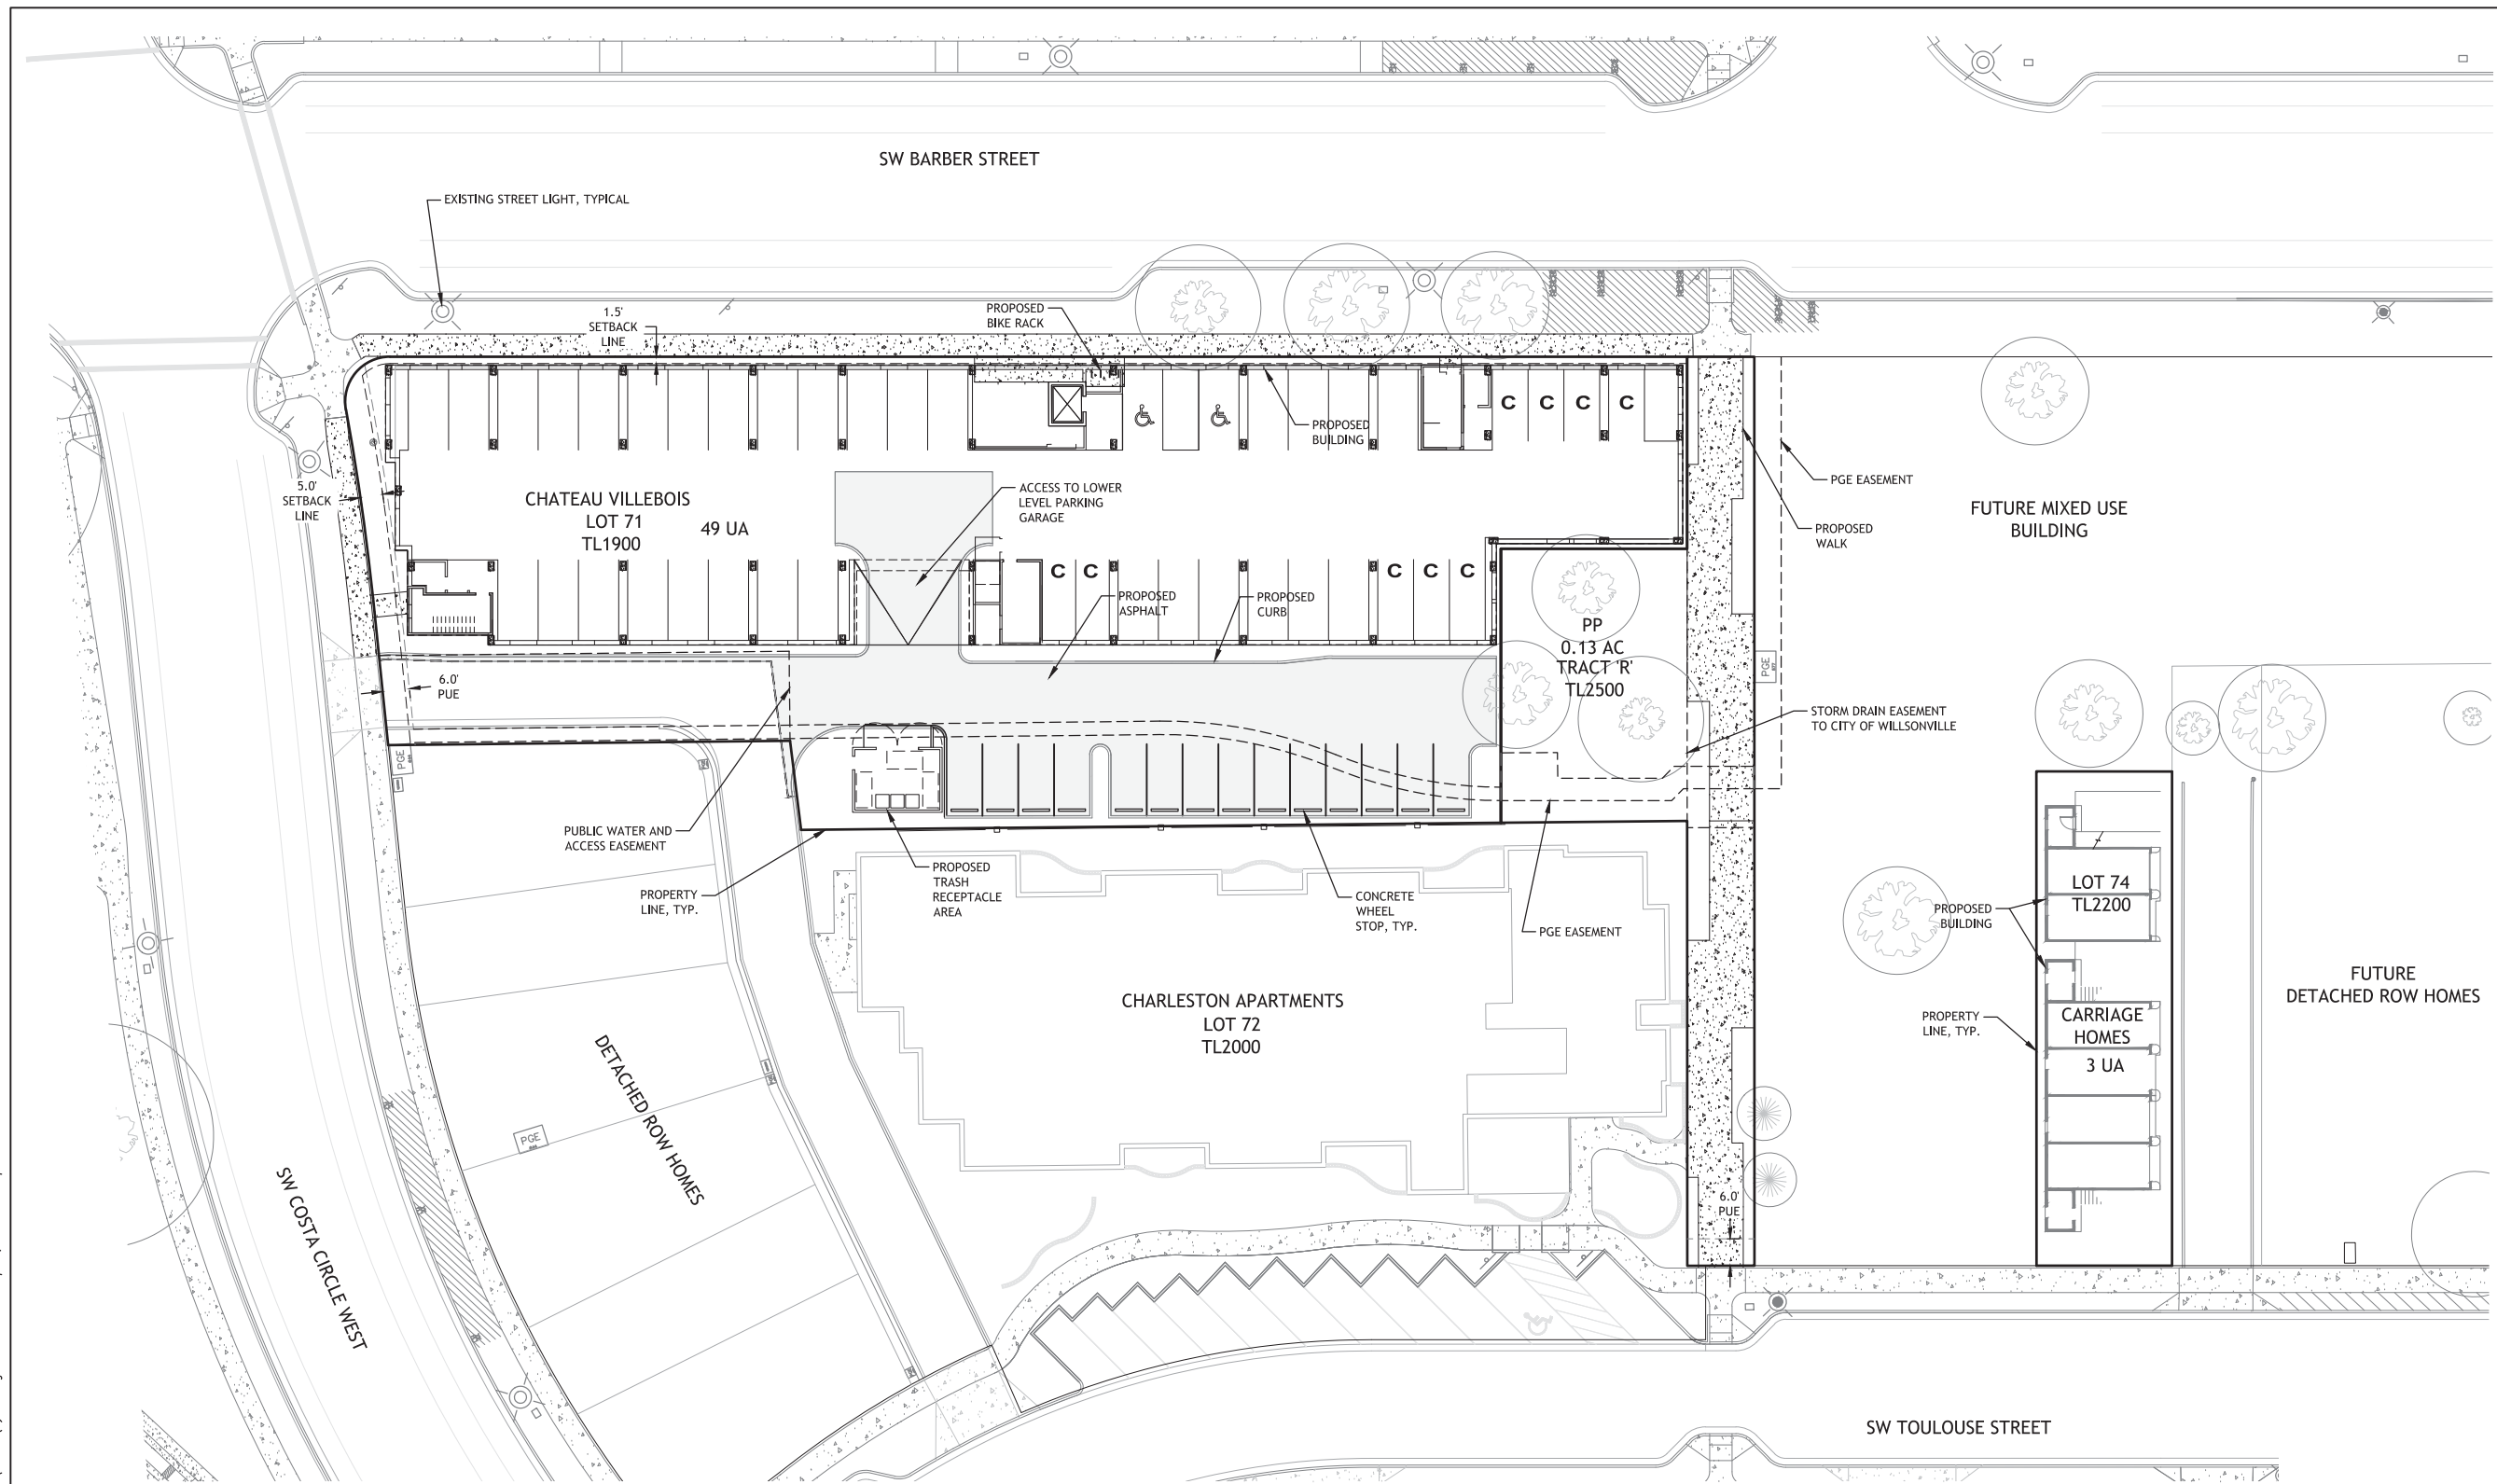 SW BARBER STREET
EXISTING STREET LIGHT, TYPICAL
1.5'
SETBACK
LINE
PROPOSED
BIKE RACK
C C C C
PROPOSED
BUILDING
5.0'
SETBACK
LINE
CHATEAU VILLEBOIS
LOT 71
TL1900
49 UA
ACCESS TO LOWER
LEVEL PARKING
GARAGE
PGE EASEMENT
FUTURE MIXED USE
BUILDING
PROPOSED
WALK
C C
C C C
PROPOSED
ASPHALT
PROPOSED
CURB
PP
0.13 AC
TRACT 'R'
TL2500
6.0'
PUE
PGE
PGE
STORM DRAIN EASEMENT
TO CITY OF WILLSONVILLE
PUBLIC WATER AND
ACCESS EASEMENT
PROPERTY
LINE, TYP.
PROPOSED
TRASH
RECEPTACLE
AREA
CONCRETE
WHEEL
STOP, TYP.
PGE EASEMENT
PROPOSED
BUILDING
LOT 74
TL2200
CHARLESTON APARTMENTS
LOT 72
TL2000
PROPERTY
LINE, TYP.
CARRIAGE
HOMES
3 UA
FUTURE
DETACHED ROW HOMES
DETACHED ROW HOMES
PGE
6.0'
PUE
SW COSTA CIRCLE WEST
SW TOULOUSE STREET